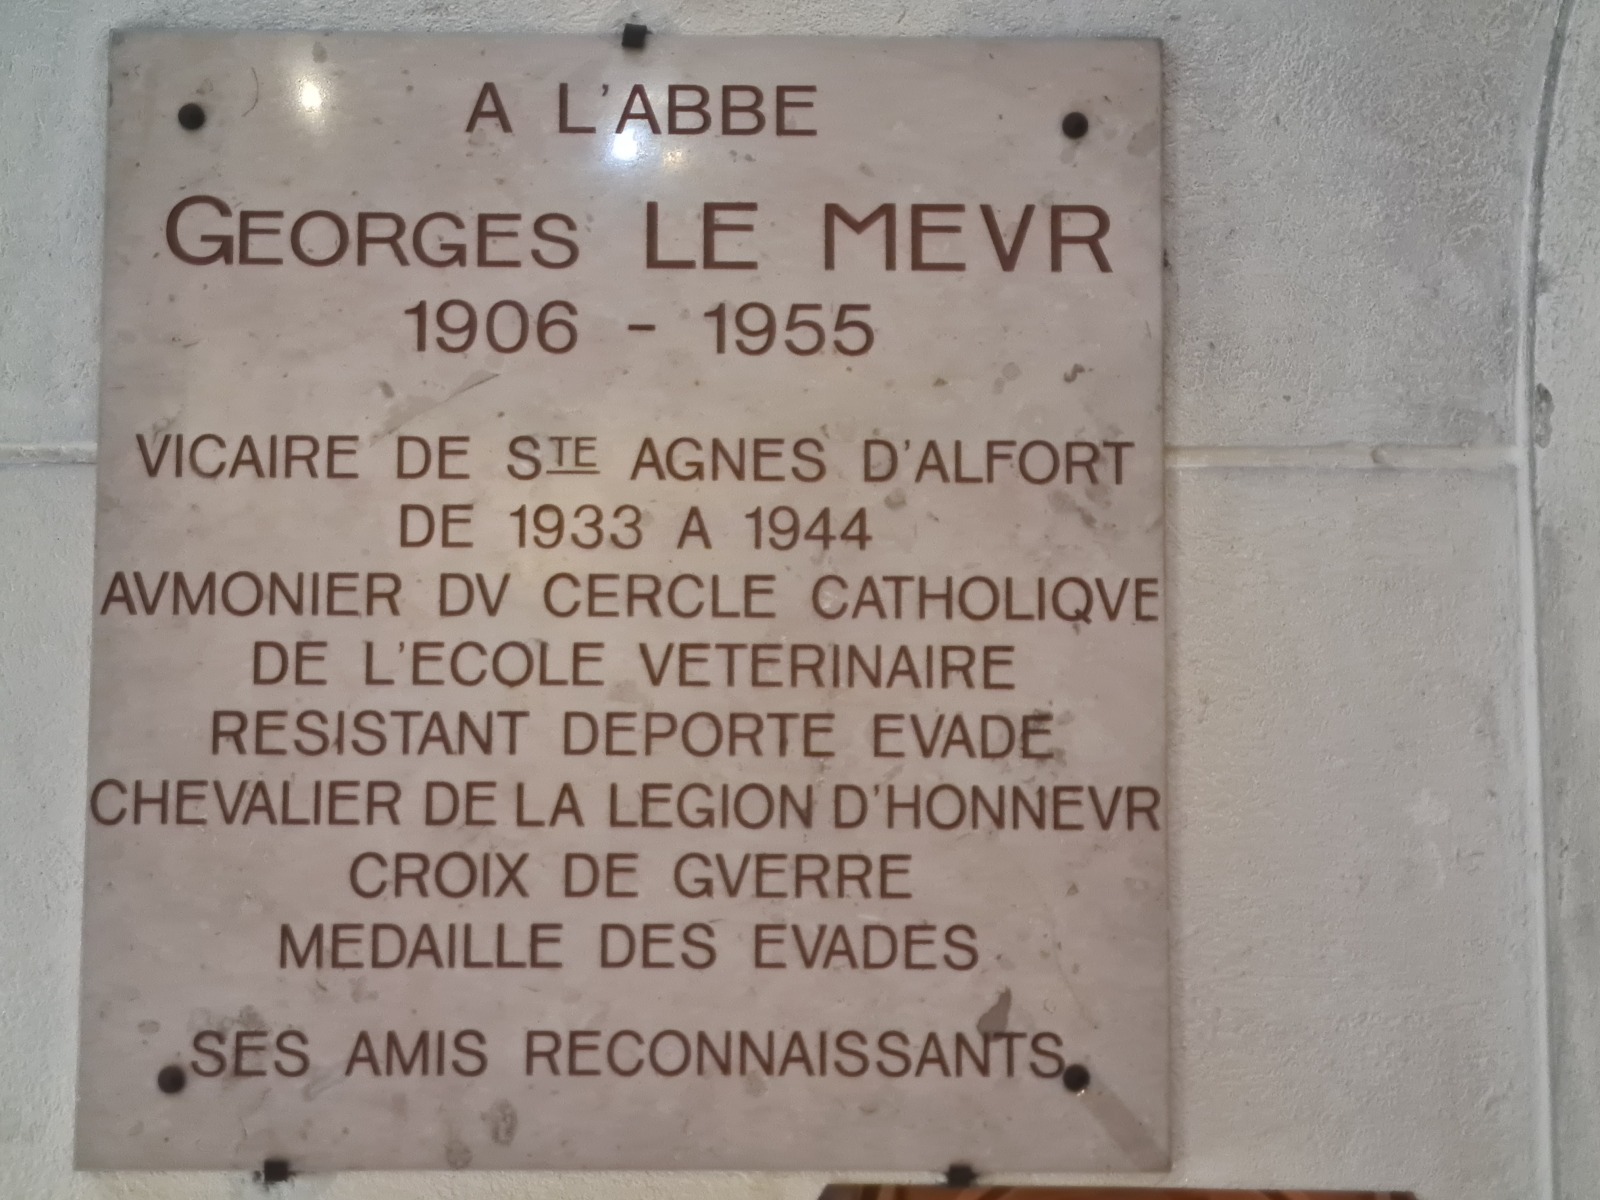 A L'ABBE
GEORGES LE MEVR
1906 - 1955
VICAIRE DE STE AGNES D'ALFORT
DE 1933 A 1944
AVMONIER DV CERCLE CATHOLIQVE
DE L'ECOLE VETERINAIRE
RESISTANT DEPORTE EVADE
CHEVALIER DE LA LEGION D'HONNEVR
CROIX DE GVERRE
MEDAILLE DES EVADES
SES AMIS RECONNAISSANTS